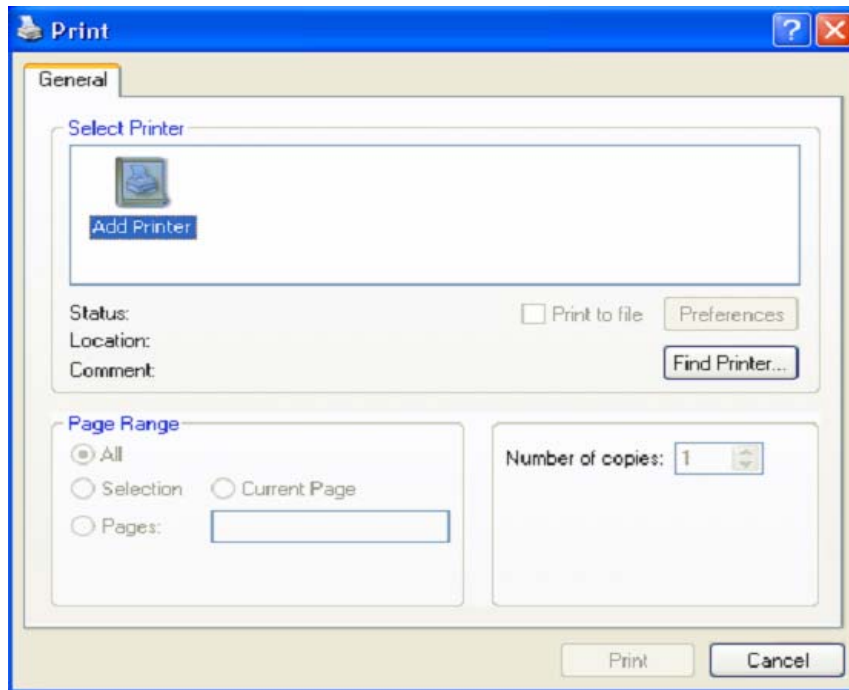 Print
General
Select Printer
Add Printer
Status:
Print to file
Preferences
Location:
Comment:
Find Printer...
Page Range
All
Selection
Current Page
Pages:
Number of copies: 1
Print
Cancel